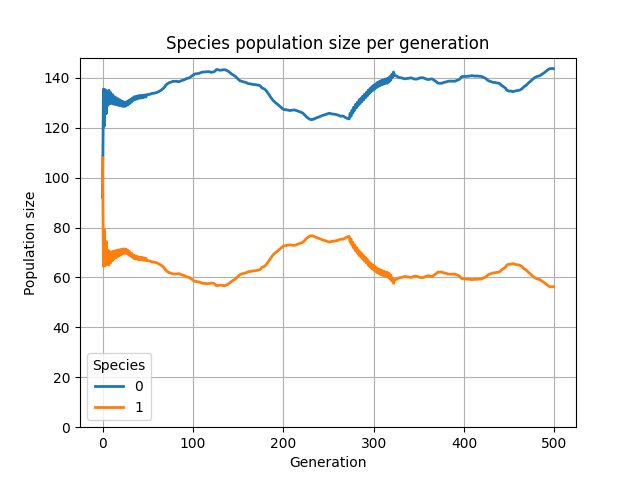 Species population size per generation
140
120
100
80
60
40
20
0
Population size
Species
0
1
0 100 200 300 400 500
Generation